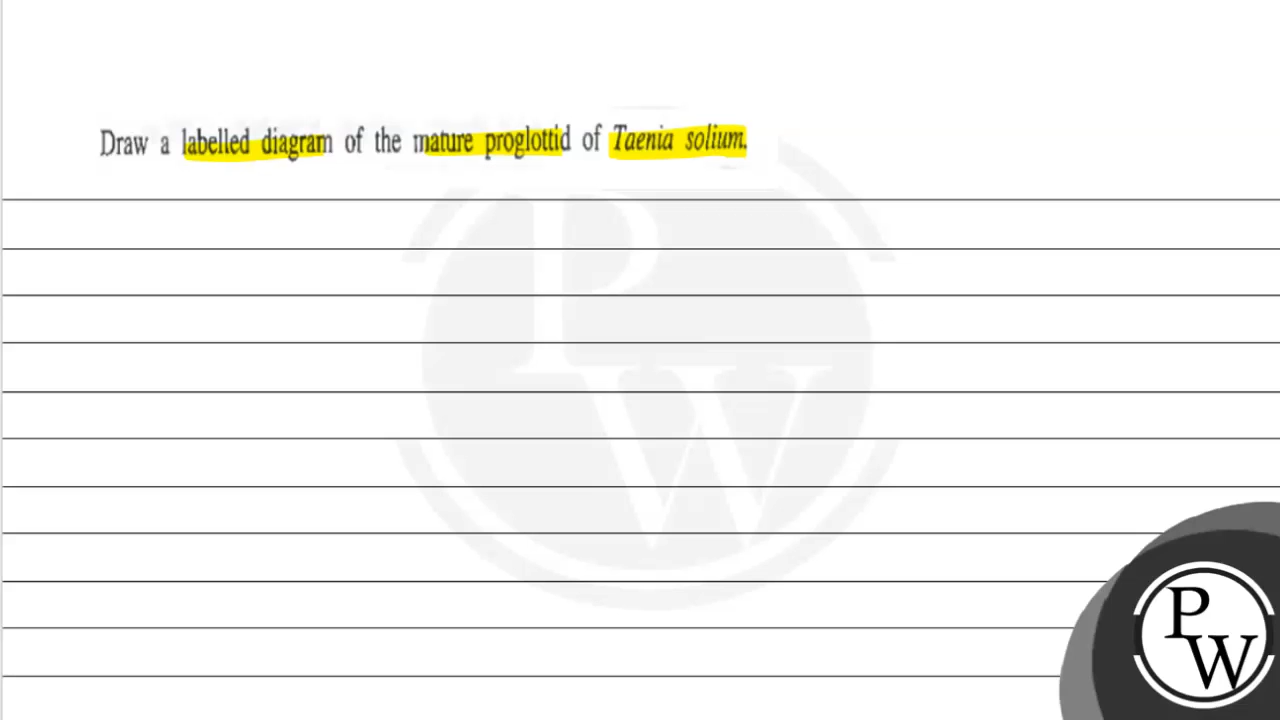 Draw a labelled diagram of the mature proglottid of Taenia solium.
P
W
P
W